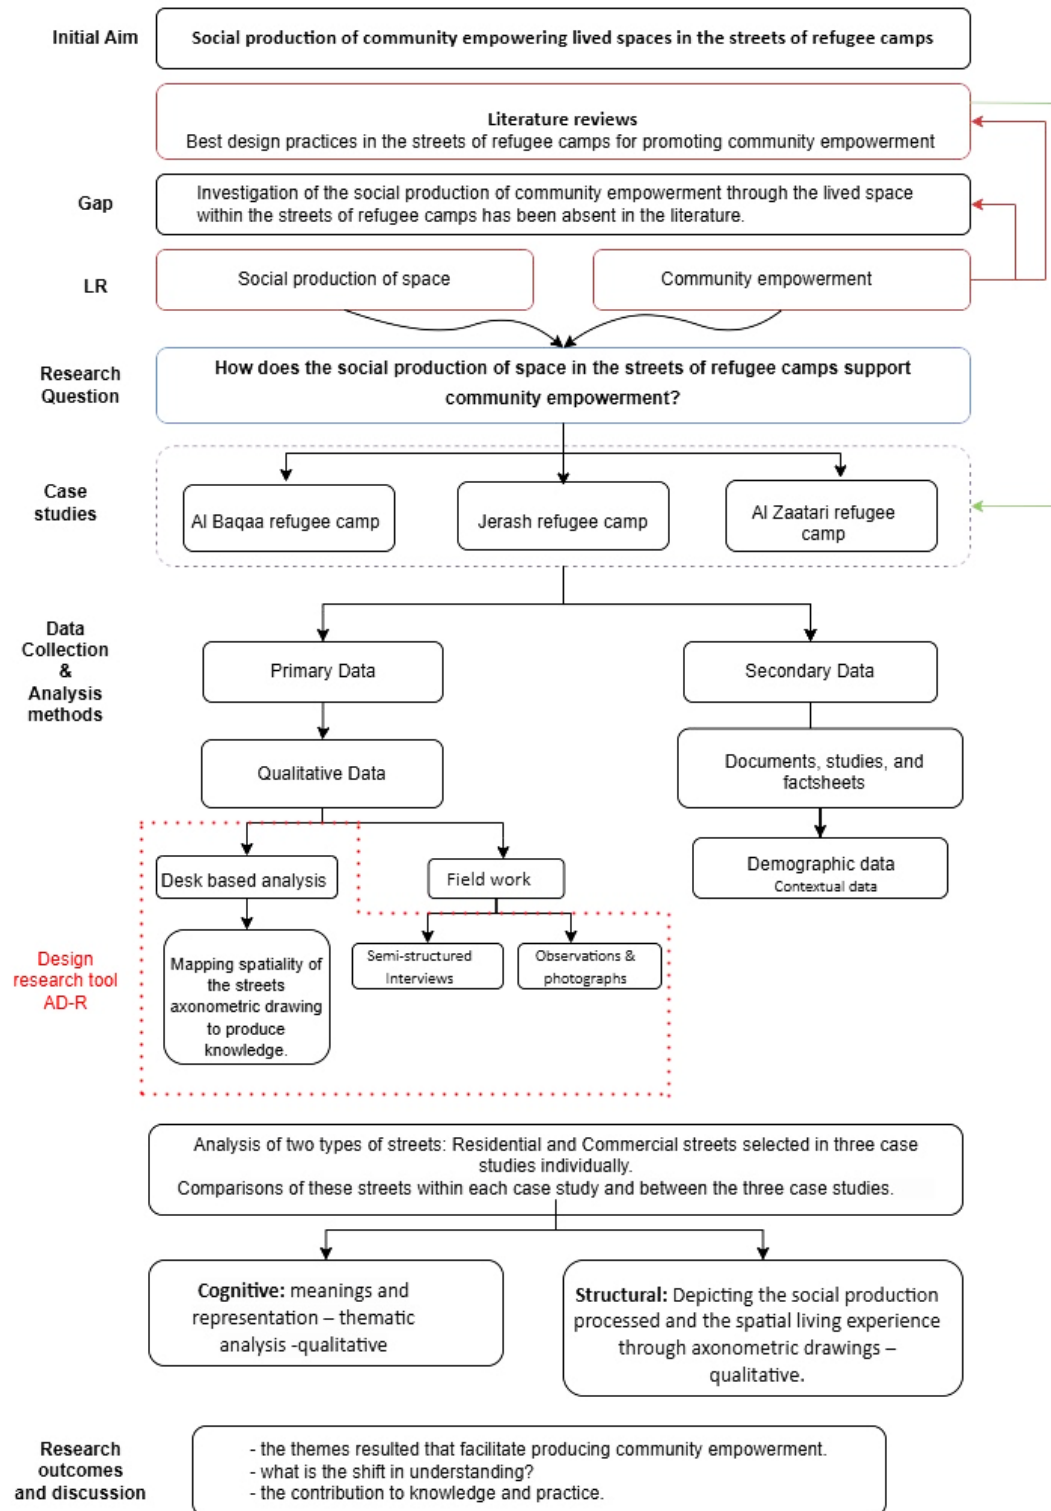 Initial Aim
Social production of community empowering lived spaces in the streets of refugee camps
Literature reviews
Best design practices in the streets of refugee camps for promoting community empowerment
Gap
Investigation of the social production of community empowerment through the lived space
within the streets of refugee camps has been absent in the literature.
LR
Social production of space
Community empowerment
Research
Question
How does the social production of space in the streets of refugee camps support
community empowerment?
Case
studies
Al Baqaa refugee camp
Jerash refugee camp
Al Zaatari refugee
camp
Data
Collection
&
Analysis
methods
Primary Data
Secondary Data
Qualitative Data
Documents, studies, and
factsheets
Desk based analysis
Field work
Demographic data
Contextual data
Design
research tool
AD-R
Mapping spatiality of
the streets
axonometric drawing
to produce
knowledge.
Semi-structured
Interviews
Observations &
photographs
Analysis of two types of streets: Residential and Commercial streets selected in three case
studies individually.
Comparisons of these streets within each case study and between the three case studies.
Cognitive: meanings and
representation – thematic
analysis -qualitative
Structural: Depicting the social production
processed and the spatial living experience
through axonometric drawings –
qualitative.
Research
outcomes
and discussion
- the themes resulted that facilitate producing community empowerment.
- what is the shift in understanding?
- the contribution to knowledge and practice.